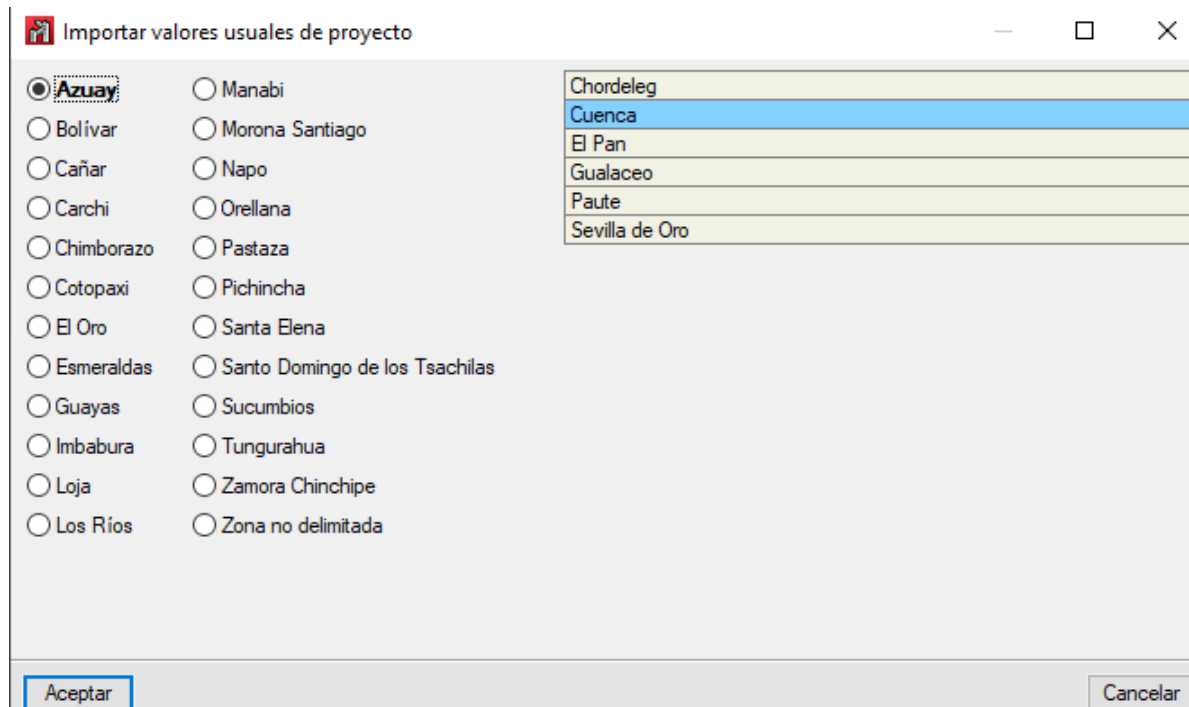 Importar valores usuales de proyecto
Azuay
Bolívar
Cañar
Carchi
Chimborazo
Cotopaxi
El Oro
Esmeraldas
Guayas
Imbabura
Loja
Los Ríos
Manabi
Morona Santiago
Napo
Orellana
Pastaza
Pichincha
Santa Elena
Santo Domingo de los Tsachilas
Sucumbios
Tungurahua
Zamora Chinchipe
Zona no delimitada
Chordeleg
Cuenca
El Pan
Gualaceo
Paute
Sevilla de Oro
Aceptar
Cancelar